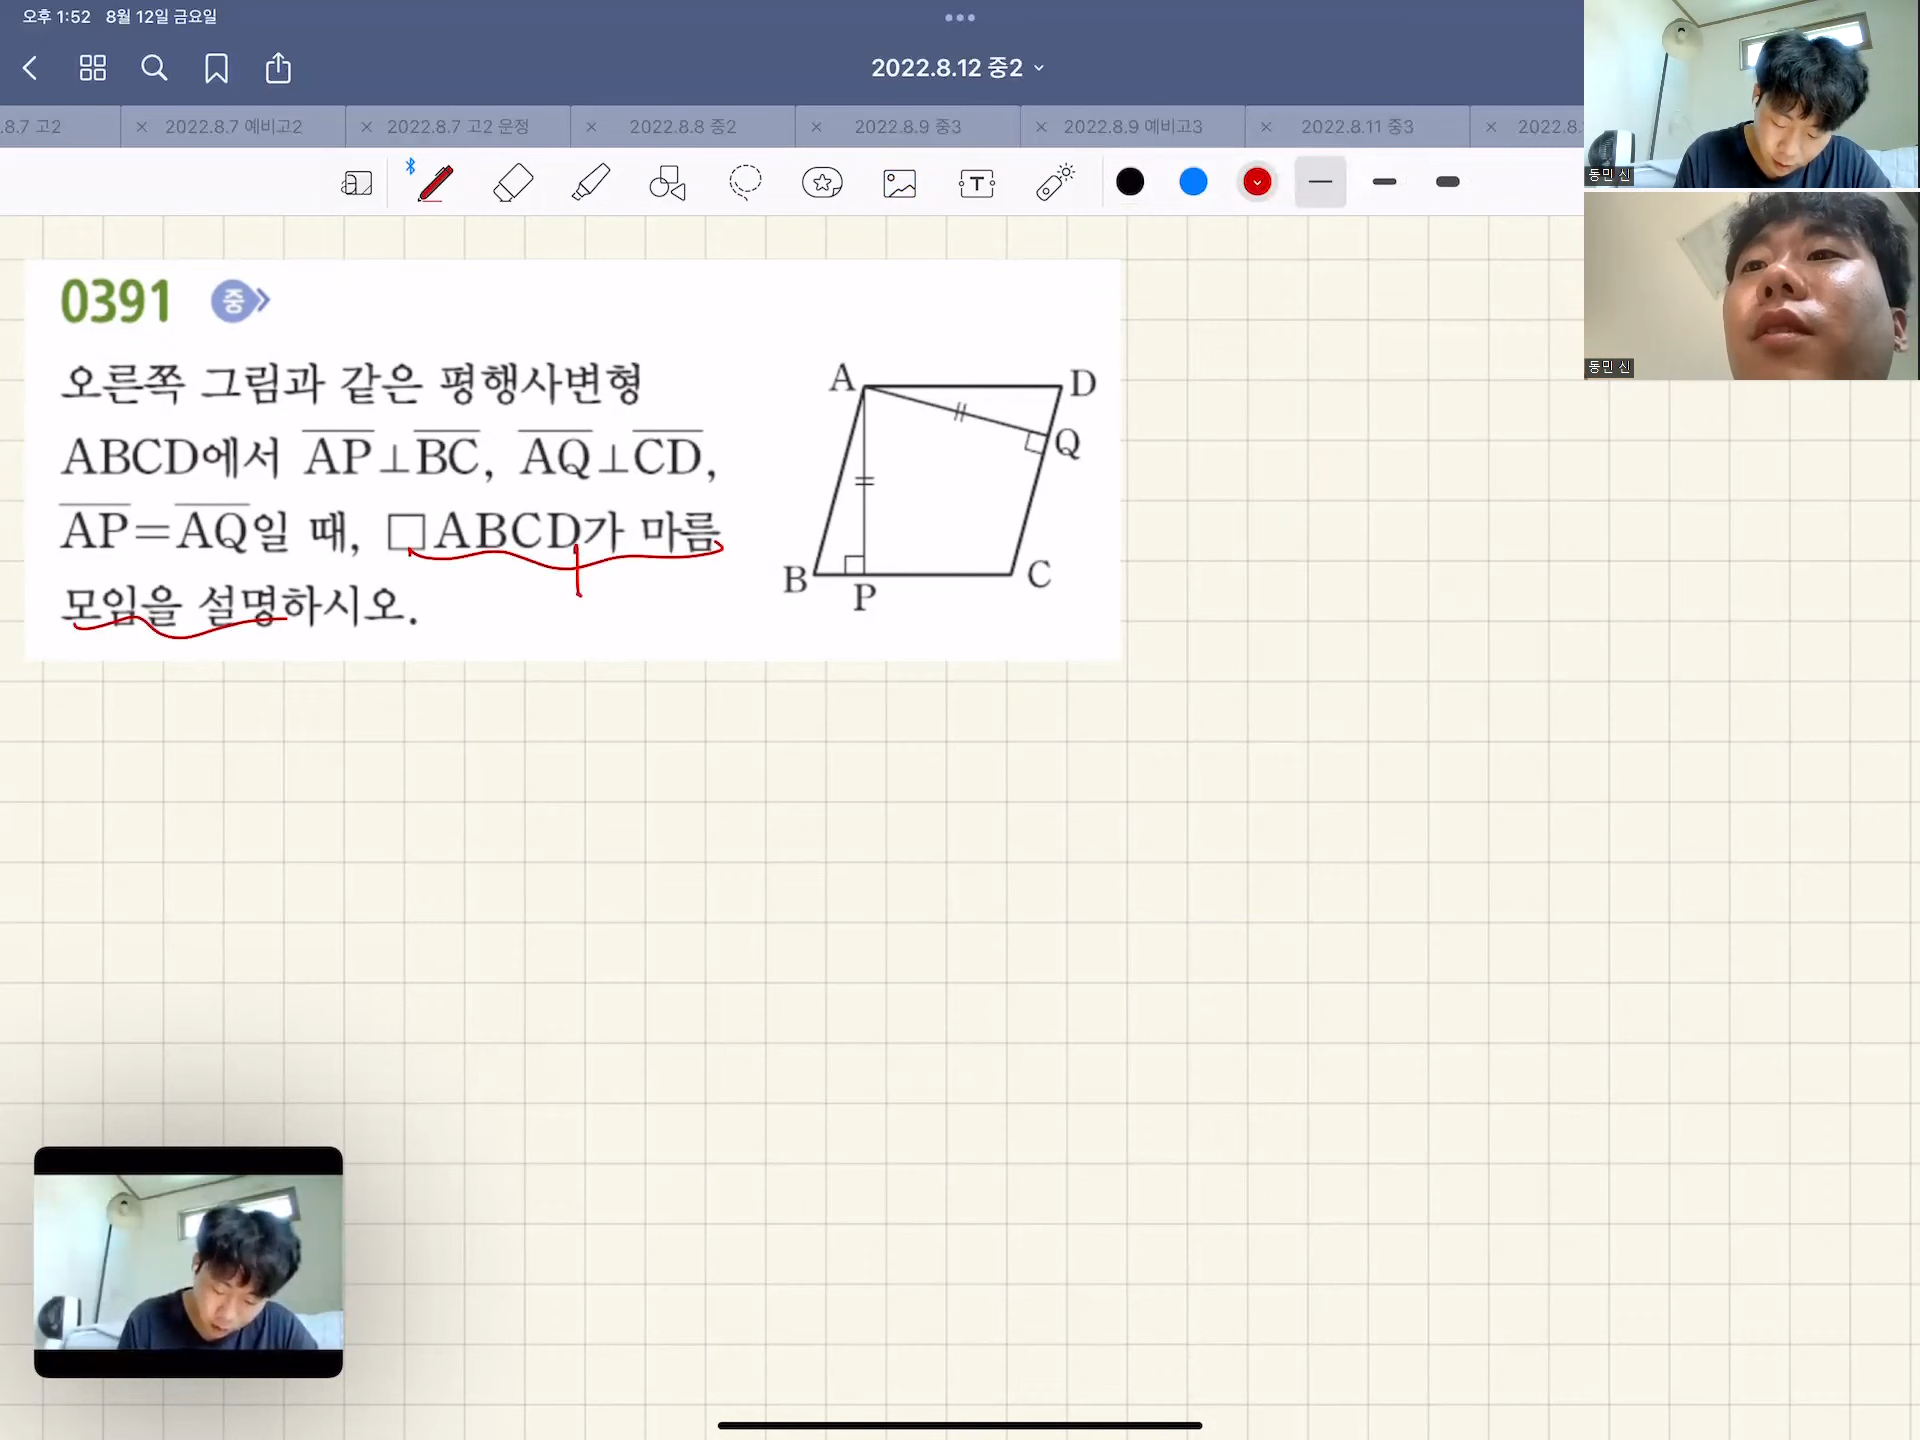 오후 1:52 8월 12일 금요일
2022.8.12 중2
.8.7 고2
2022.8.7 예비고2
2022.8.7 고2 운정
2022.8.8 중2
2022.8.9 중3
2022.8.9 예비고3
2022.8.11 중3
2022.8.
동민 신
동민 신
0391 중
오른쪽 그림과 같은 평행사변형
ABCD에서 AP⊥BC, AQ⊥CD,
AP=AQ일 때, □ABCD가 마름
모임을 설명하시오.
A
D
Q
B
P
C